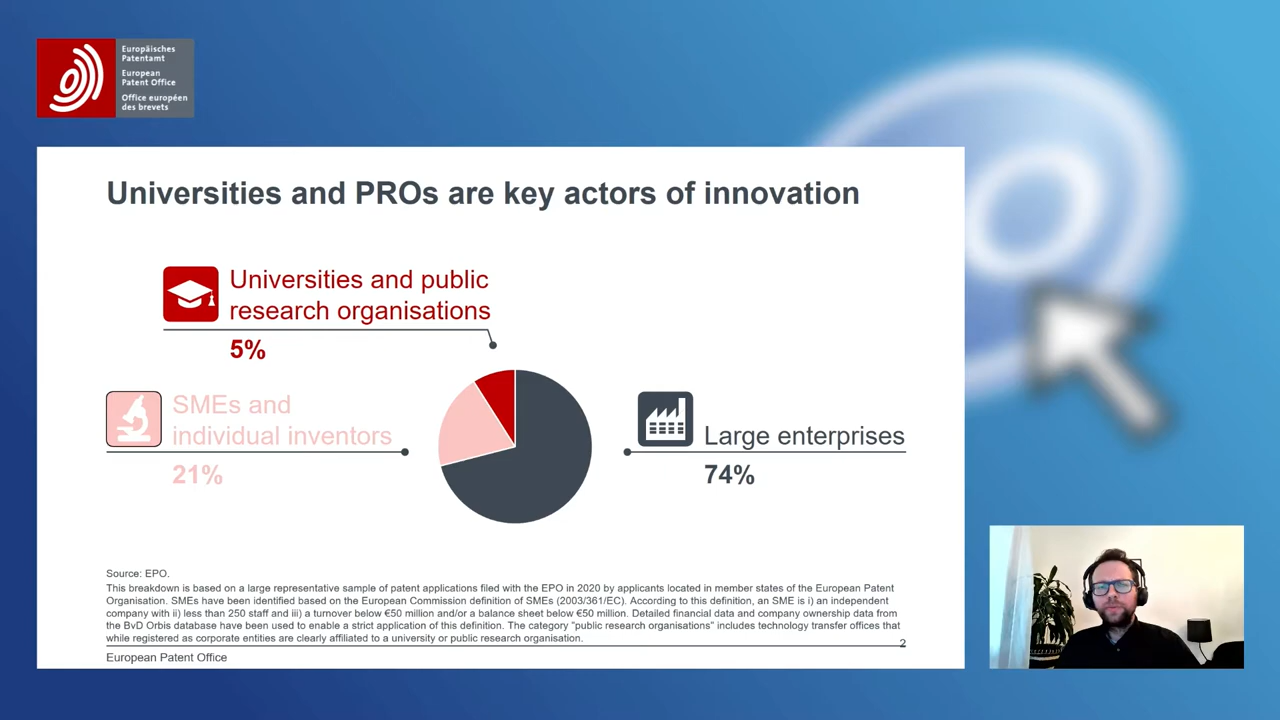 Europäisches
Patentamt
European
Patent Office
Office européen
des brevets
Universities and PROs are key actors of innovation
Universities and public
research organisations
5%
SMEs and
individual inventors
21%
Large enterprises
74%
Source: EPO.
This breakdown is based on a large representative sample of patent applications filed with the EPO in 2020 by applicants located in member states of the European Patent
Organisation. SMEs have been identified based on the European Commission definition of SMEs (2003/361/EC). According to this definition, an SME is i) an independent
company with ii) less than 250 staff and iii) a turnover below €50 million and/or a balance sheet below €50 million. Detailed financial data and company ownership data from
the BvD Orbis database have been used to enable a strict application of this definition. The category "public research organisations" includes technology transfer offices that
while registered as corporate entities are clearly affiliated to a university or public research organisation.
European Patent Office
2